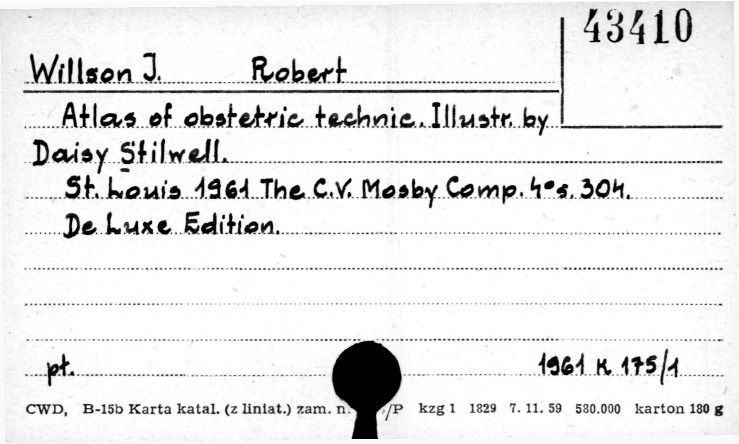 43410
Willson J. Robert
Atlas of obstetric technic. Illustr. by
Daisy Stilwell.
St. Louis 1961 The C.V. Mosby Comp. 4° s. 304.
De Luxe Edition.
pt. 1961 K 175/1
CWD, B-15b Karta katal. (z liniat.) zam. n. /P kzg 1 1829 7. 11. 59 580.000 karton 180 g